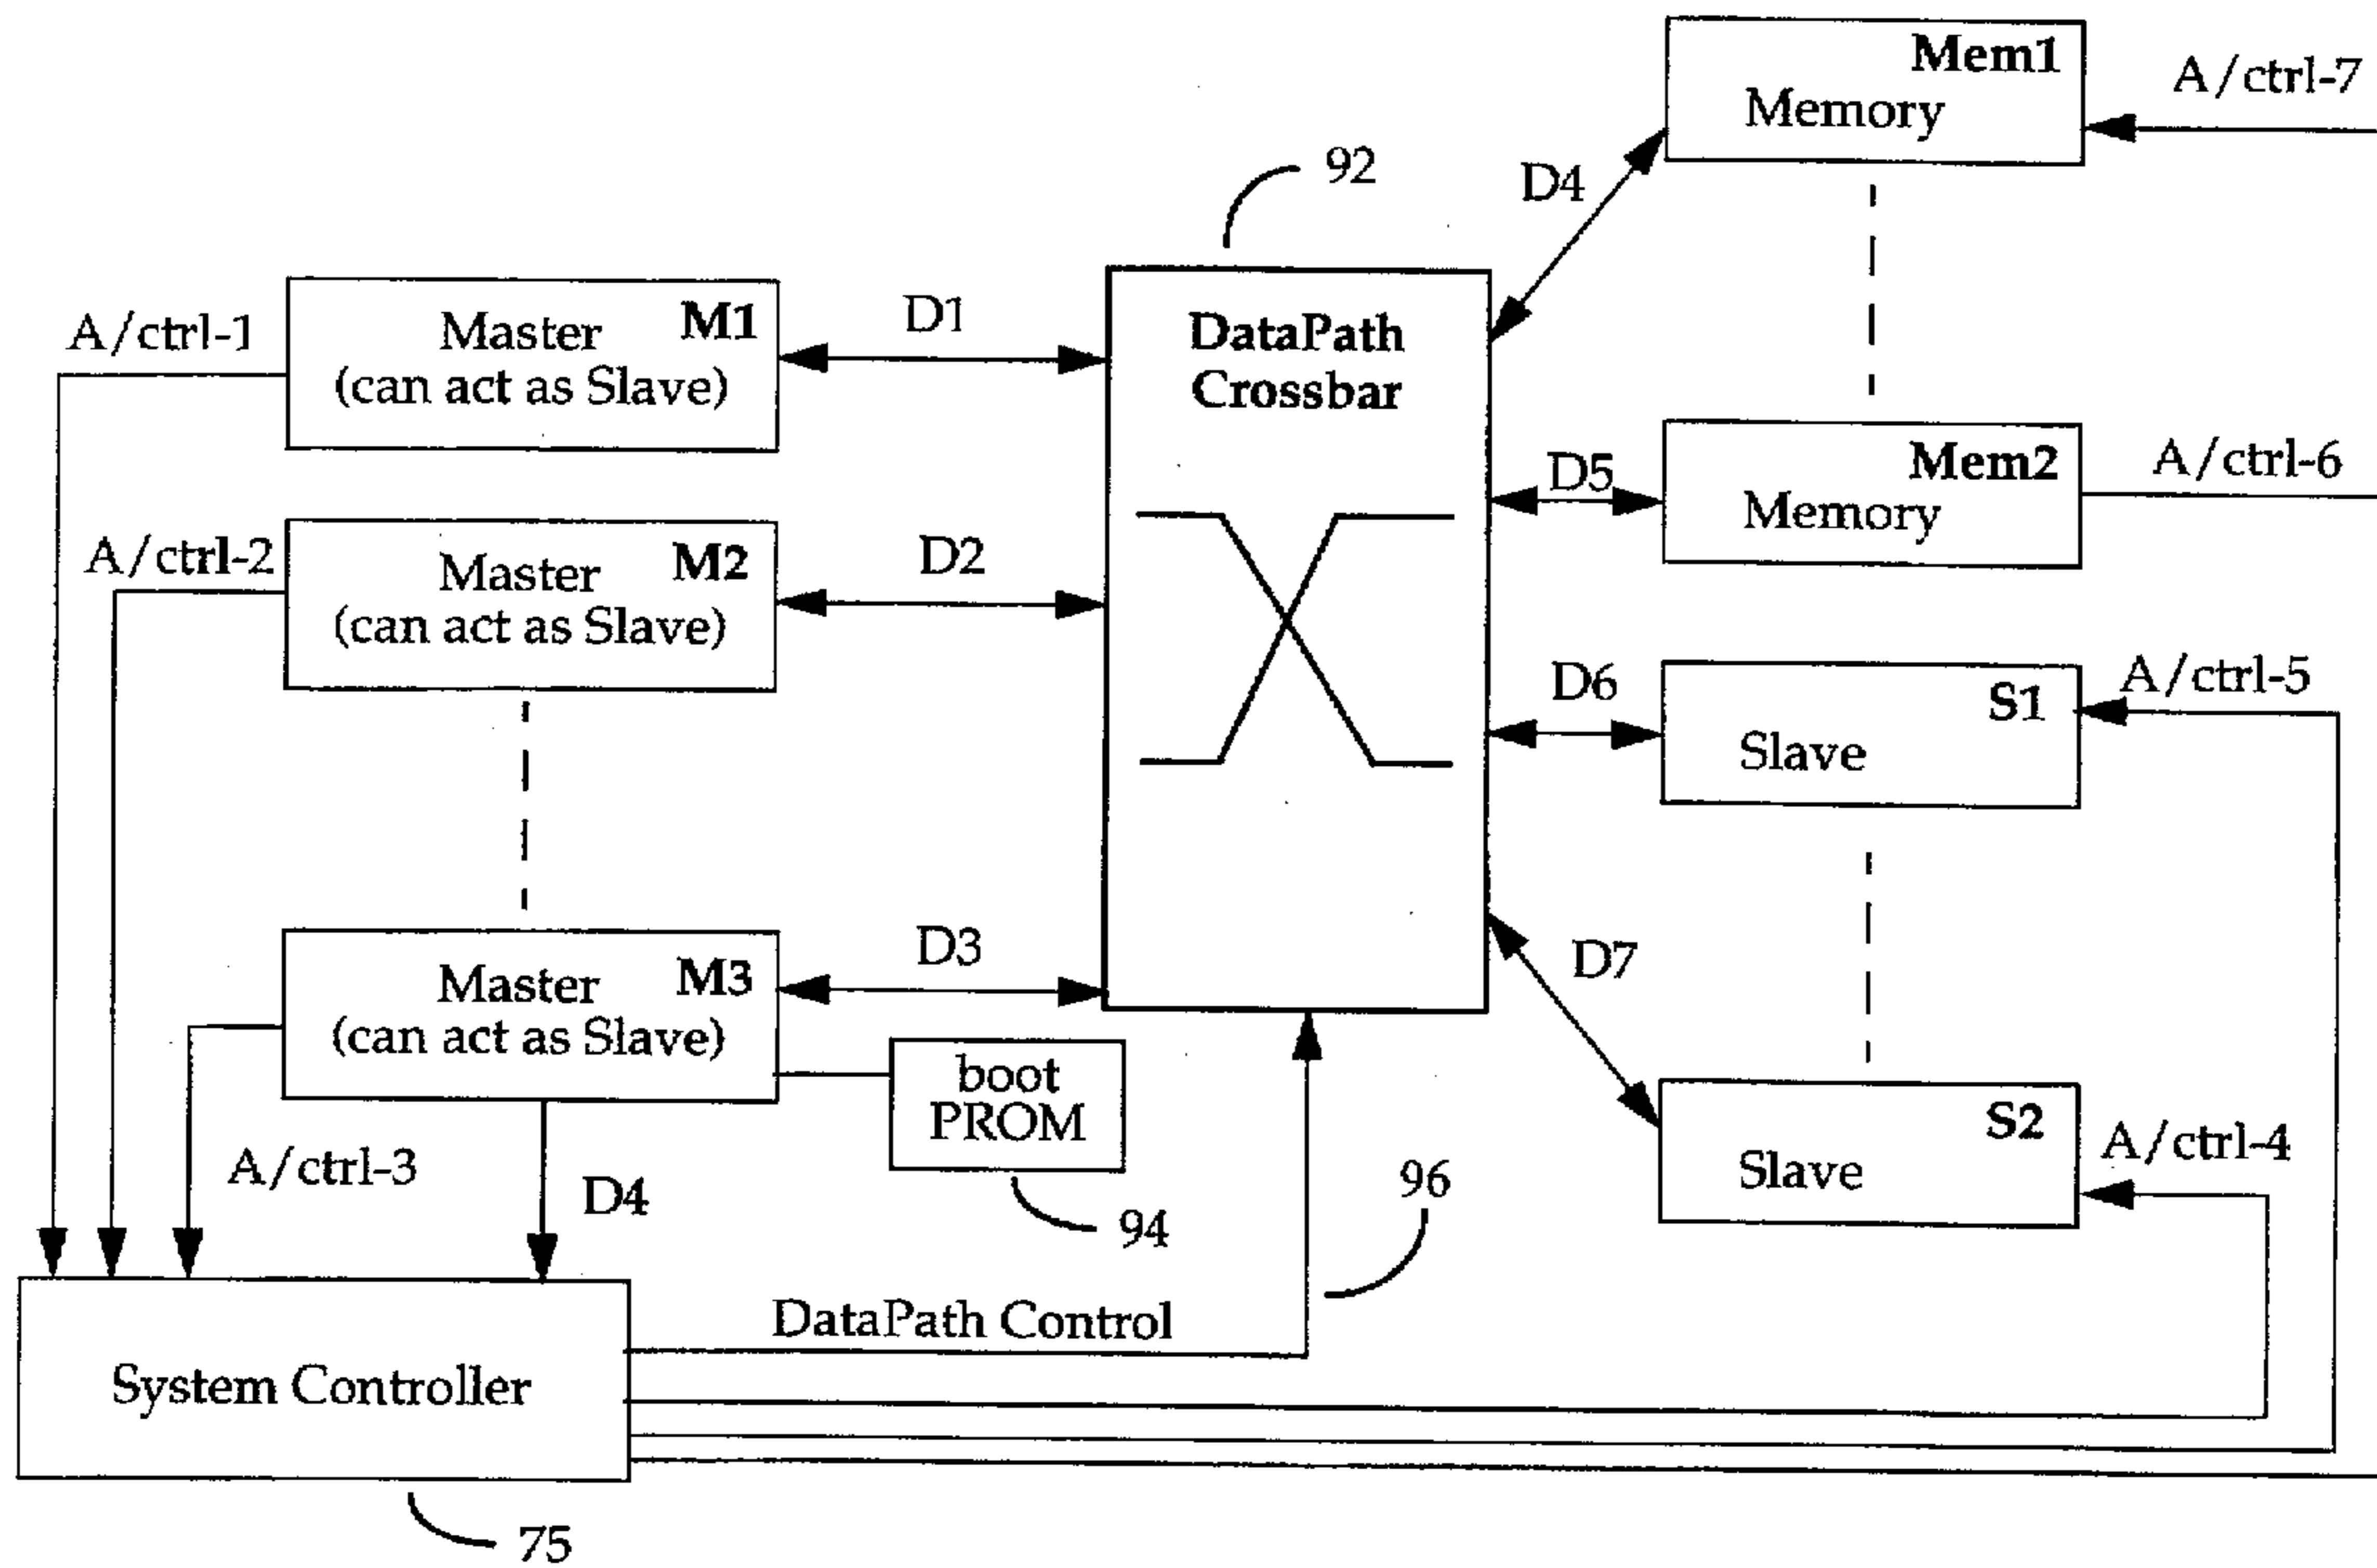 Mem1
Memory
A/ctrl-7
92
D4
M1
Master
(can act as Slave)
A/ctrl-1
D1
DataPath
Crossbar
D5
Mem2
Memory
A/ctrl-6
M2
Master
(can act as Slave)
A/ctrl-2
D2
D6
S1
Slave
A/ctrl-5
M3
Master
(can act as Slave)
D3
D7
boot
PROM
94
A/ctrl-3
D4
96
S2
Slave
A/ctrl-4
DataPath Control
System Controller
75